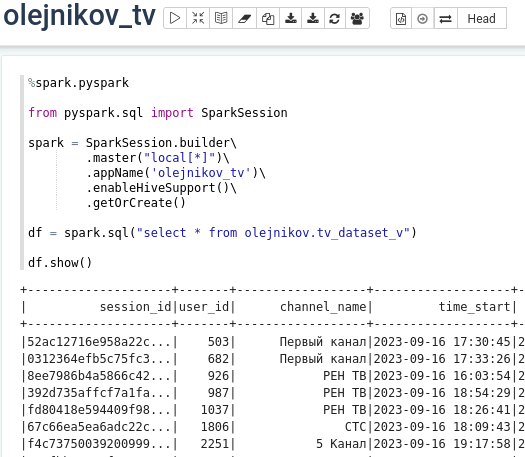 olejnikov_tv
Head
%spark.pyspark
from pyspark.sql import SparkSession
spark = SparkSession.builder\
.master("local[*]")\
.appName('olejnikov_tv')\
.enableHiveSupport()\
.getOrCreate()
df = spark.sql("select * from olejnikov.tv_dataset_v")
df.show()
+--------------------+-------+-----------------+-------------------+-
|          session_id|user_id|     channel_name|         time_start|
+--------------------+-------+-----------------+-------------------+-
|52ac12716e958a22c...|    503|     Первый канал|2023-09-16 17:30:45|2
|0312364efb5c75fc3...|    682|     Первый канал|2023-09-16 17:33:26|2
|8ee7986b4a5866c42...|    926|           РЕН ТВ|2023-09-16 16:03:54|2
|392d735affcf7a1fa...|    987|           РЕН ТВ|2023-09-16 18:54:29|2
|fd80418e594409f98...|   1037|           РЕН ТВ|2023-09-16 18:26:41|2
|67c66ea5ea6adc22c...|   1806|              СТС|2023-09-16 18:09:43|2
|f4c73750039200999...|   2251|          5 Канал|2023-09-16 19:17:58|2